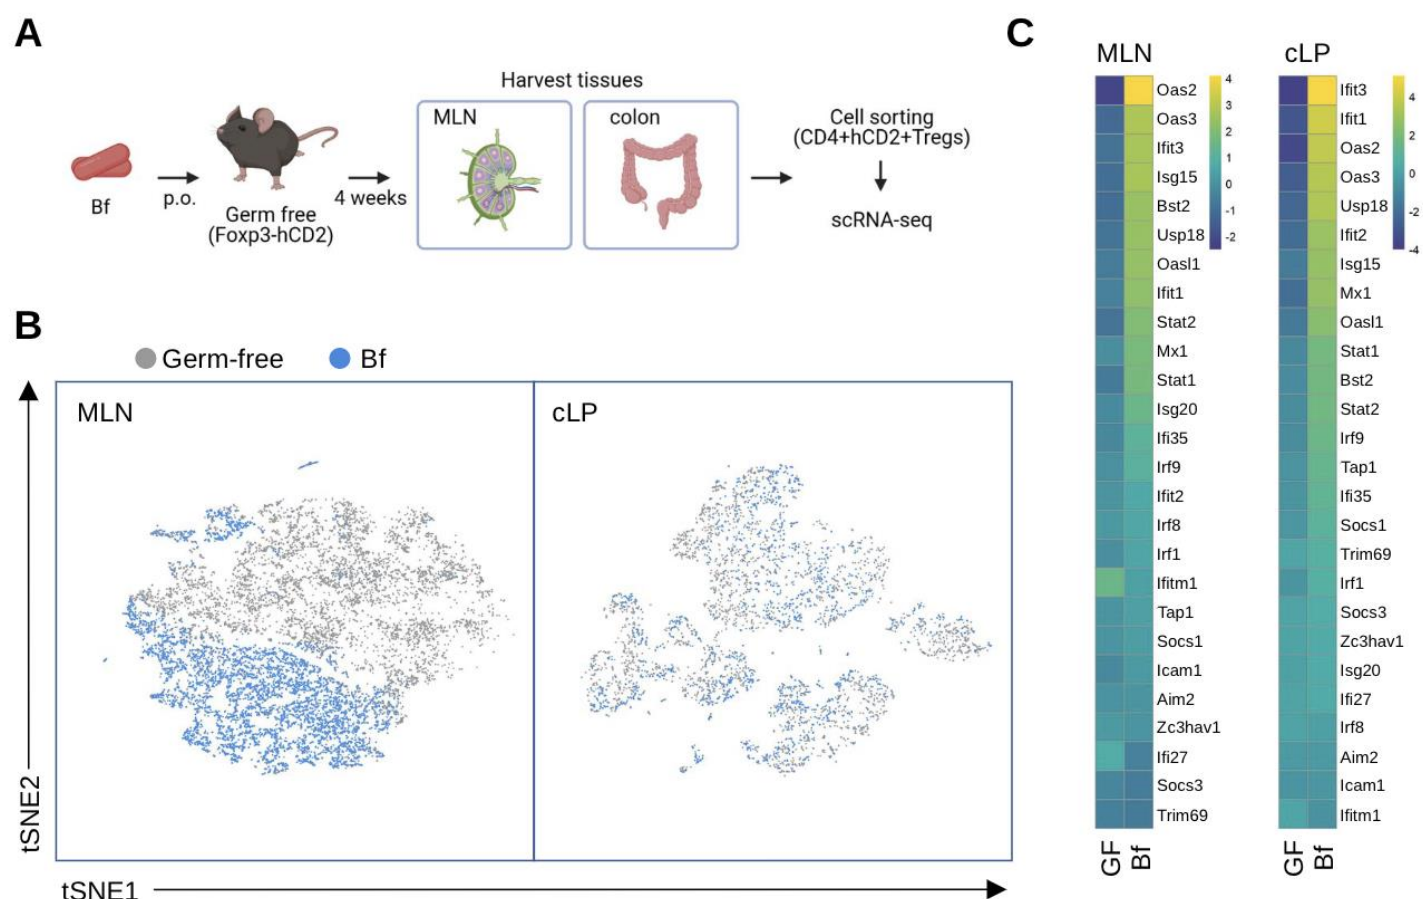 A
Harvest tissues
MLN
colon
Bf
p.o.
Germ free
(Foxp3-hCD2)
4 weeks
Cell sorting
(CD4+hCD2+Tregs)
scRNA-seq
B
Germ-free
Bf
MLN
cLP
tSNE2
tSNE1
C
MLN
Oas2
Oas3
Ifit3
Isg15
Bst2
Usp18
Oasl1
Ifit1
Stat2
Mx1
Stat1
Isg20
Ifi35
Irf9
Ifit2
Irf8
Irf1
Ifitm1
Tap1
Socs1
Icam1
Aim2
Zc3hav1
Ifi27
Socs3
Trim69
GF
Bf
4
3
2
1
0
-1
-2
cLP
Ifit3
Ifit1
Oas2
Oas3
Usp18
Ifit2
Isg15
Mx1
Oasl1
Stat1
Bst2
Stat2
Irf9
Tap1
Ifi35
Socs1
Trim69
Irf1
Socs3
Zc3hav1
Isg20
Ifi27
Irf8
Aim2
Icam1
Ifitm1
GF
Bf
4
2
0
-2
-4